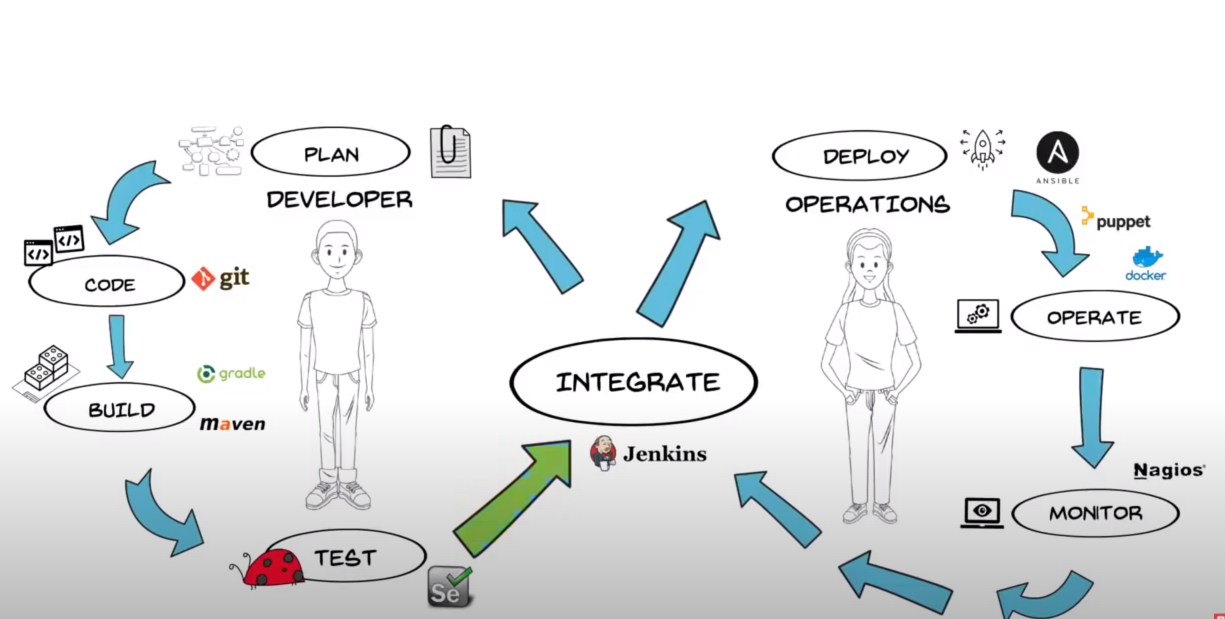 PLAN
DEVELOPER
</>
</>
CODE
git
gradle
BUILD
maven
TEST
Se
INTEGRATE
Jenkins
DEPLOY
A
ANSIBLE
OPERATIONS
puppet
docker
OPERATE
Nagios®
MONITOR